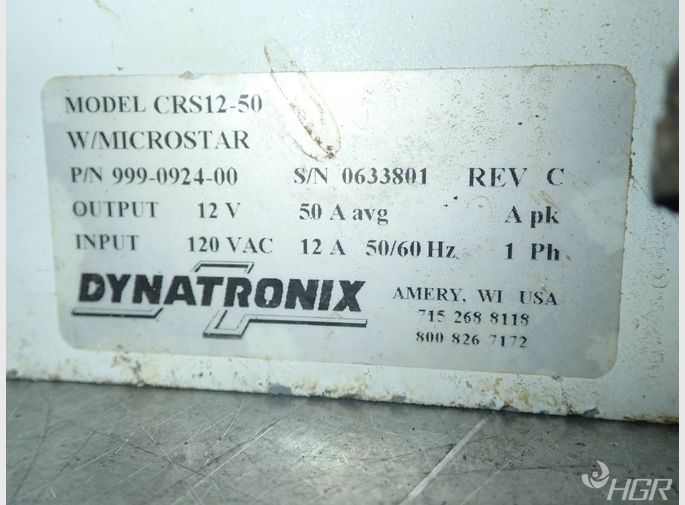 MODEL CRS12-50
W/MICROSTAR
P/N 999-0924-00 S/N 0633801 REV C
OUTPUT 12 V 50 A avg A pk
INPUT 120 VAC 12 A 50/60 Hz 1 Ph
DYNATRONIX
AMERY, WI USA
715 268 8118
800 826 7172
HGR